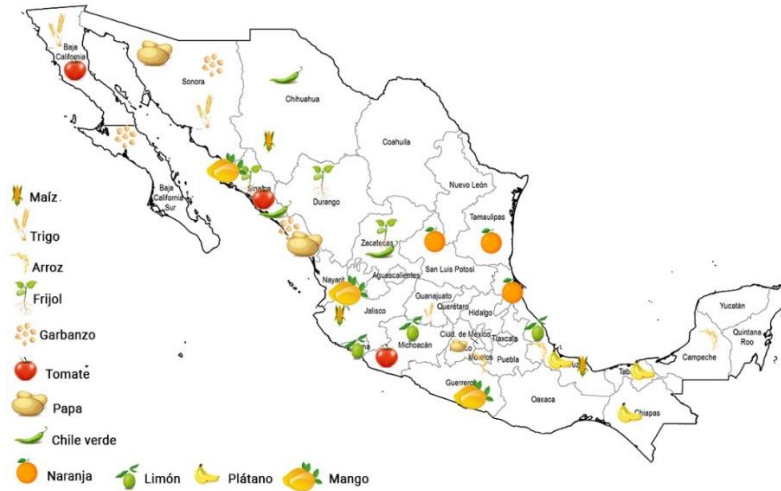 Baja
California
Sonora
Chihuahua
Coahuila
Nuevo León
Tamaulipas
Baja
California
Sur
Sinaloa
Durango
Zacatecas
San Luis Potosí
Nayarit
Aguascalientes
Jalisco
Guanajuato
Querétaro
Hidalgo
Michoacán
Ciud. de México
Tlaxcala
Morelos
Puebla
Guerrero
Oaxaca
Chiapas
Campeche
Yucatán
Quintana
Roo
Maíz
Trigo
Arroz
Frijol
Garbanzo
Tomate
Papa
Chile verde
Naranja
Limón
Plátano
Mango